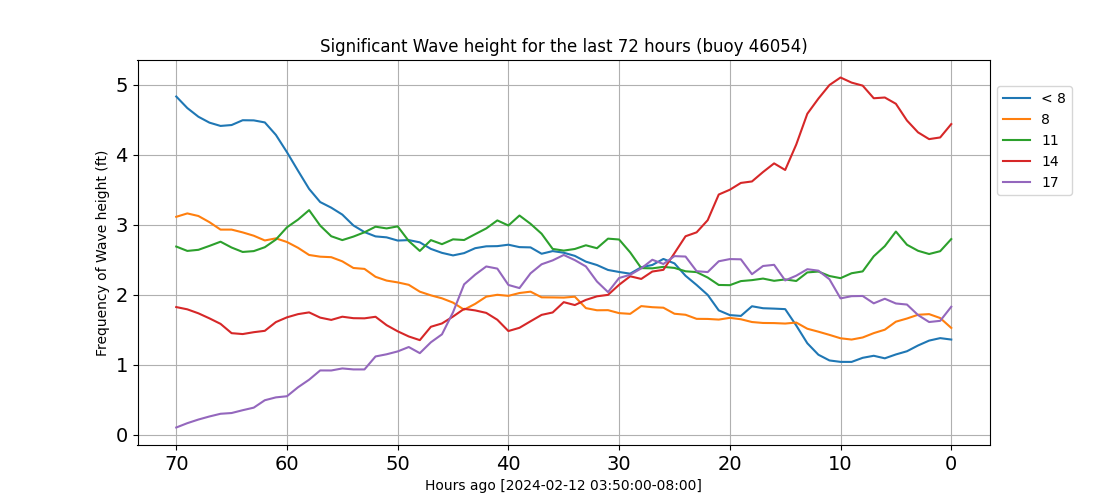 Significant Wave height for the last 72 hours (buoy 46054)
Frequency of Wave height (ft)
5
4
3
2
1
0
70 60 50 40 30 20 10 0
Hours ago [2024-02-12 03:50:00-08:00]
< 8
8
11
14
17